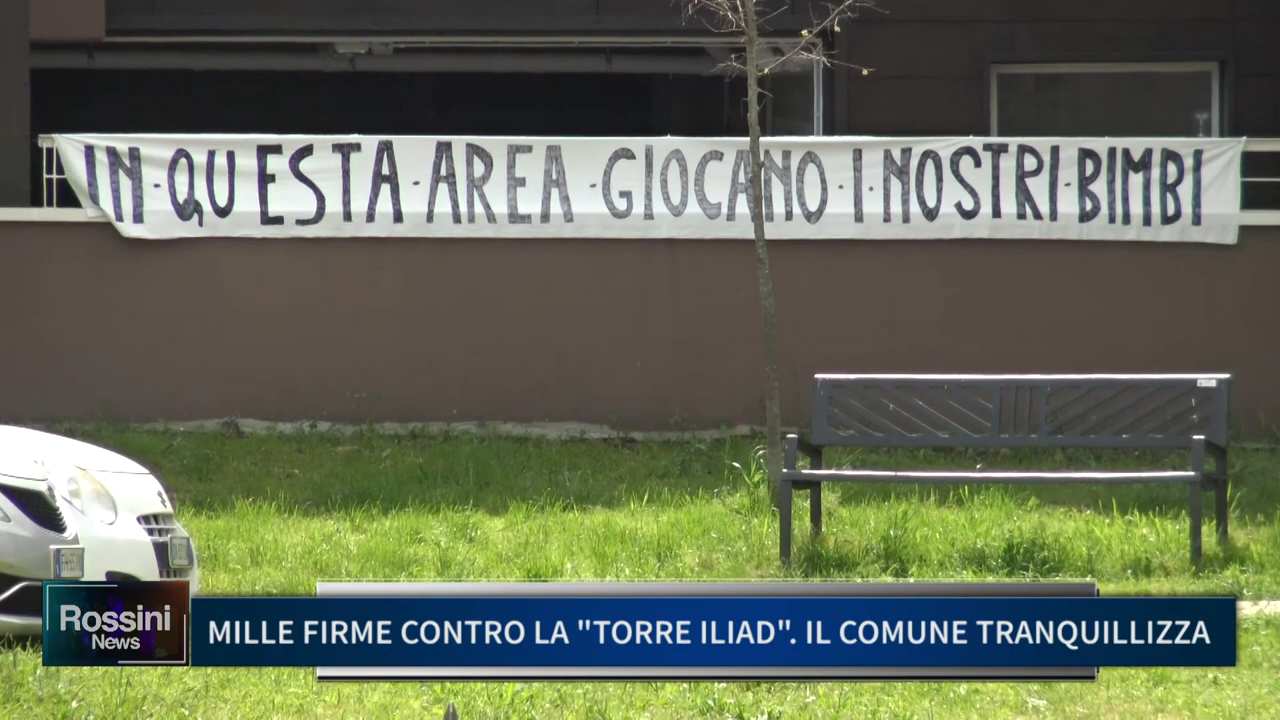 IN·QUESTA·AREA·GIOCANO·I·NOSTRI·BIMBI
Rossini
News
MILLE FIRME CONTRO LA "TORRE ILIAD". IL COMUNE TRANQUILLIZZA